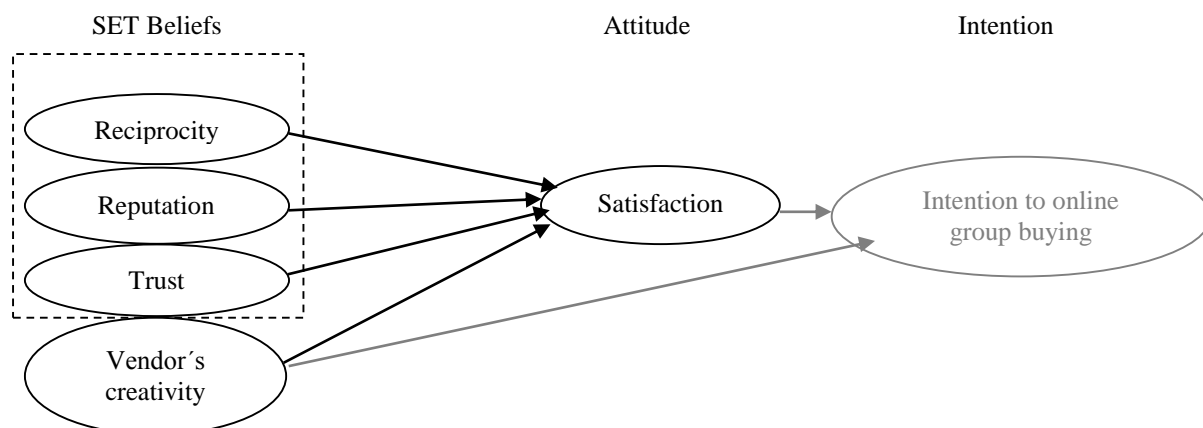 SET Beliefs
Attitude
Intention
Reciprocity
Reputation
Trust
Vendor´s
creativity
Satisfaction
Intention to online
group buying